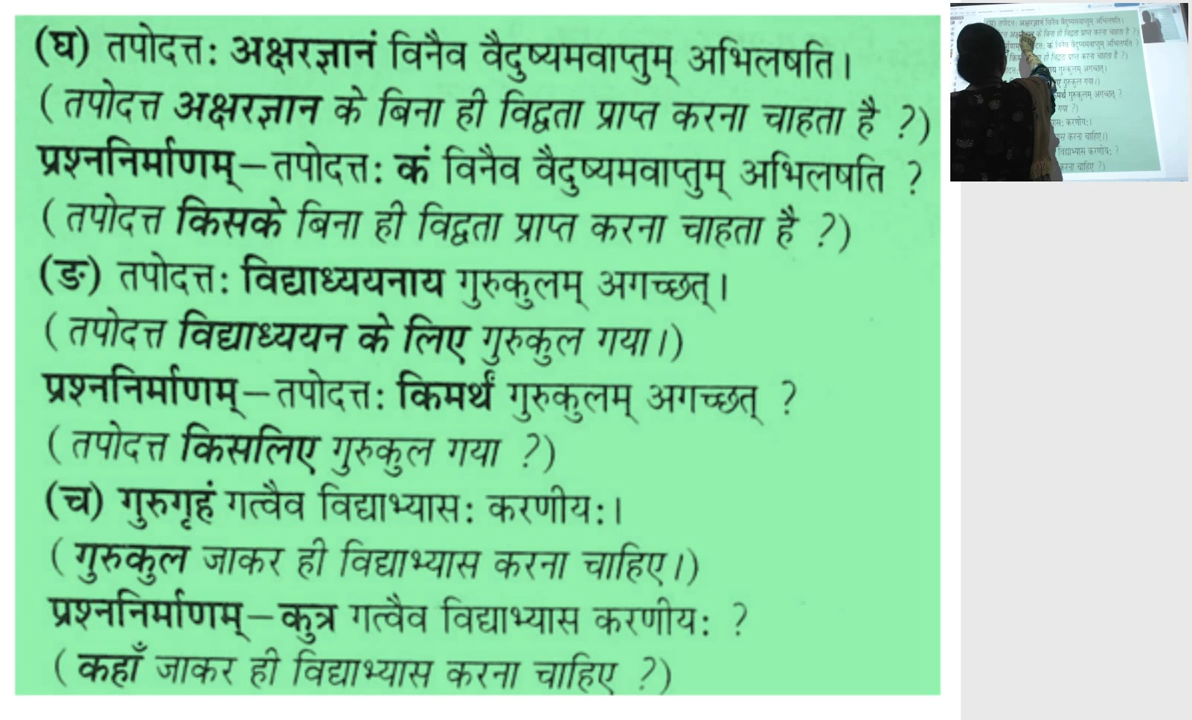 (घ) तपोदत्त: अक्षरज्ञानं विनैव वैदुष्यमवाप्तुम् अभिलषति।
( तपोदत्त अक्षरज्ञान के बिना ही विद्वता प्राप्त करना चाहता है ?)
प्रश्ननिर्माणम्–तपोदत्त: कं विनैव वैदुष्यमवाप्तुम् अभिलषति ?
( तपोदत्त किसके बिना ही विद्वता प्राप्त करना चाहता है ?)
(ङ) तपोदत्त: विद्याध्ययनाय गुरुकुलम् अगच्छत्।
( तपोदत्त विद्याध्ययन के लिए गुरुकुल गया।)
प्रश्ननिर्माणम्–तपोदत्त: किमर्थं गुरुकुलम् अगच्छत् ?
( तपोदत्त किसलिए गुरुकुल गया ?)
(च) गुरुगृहं गत्वैव विद्याभ्यास: करणीय:।
( गुरुकुल जाकर ही विद्याभ्यास करना चाहिए।)
प्रश्ननिर्माणम्–कुत्र गत्वैव विद्याभ्यास करणीय: ?
( कहाँ जाकर ही विद्याभ्यास करना चाहिए ?)